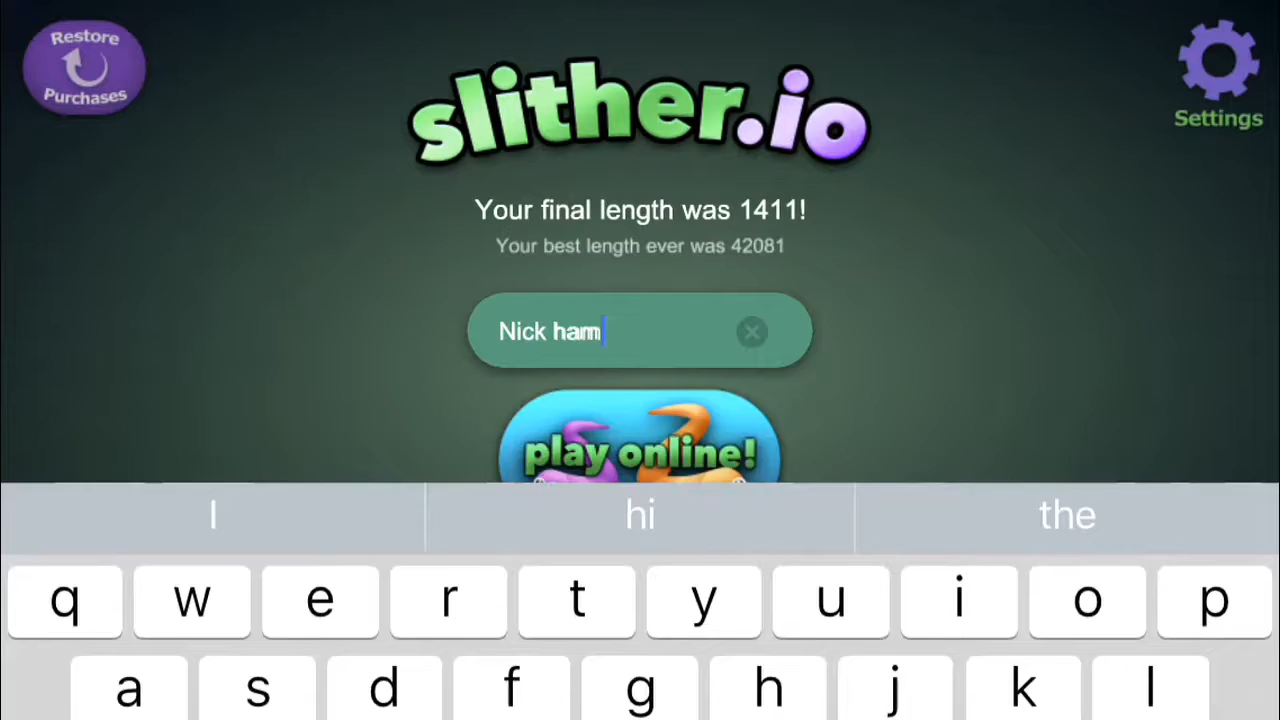 Restore
Purchases
slither.io
Settings
Your final length was 1411!
Your best length ever was 42081
Nick ham
play online!
I hi the
q w e r t y u i o p
a s d f g h j k l